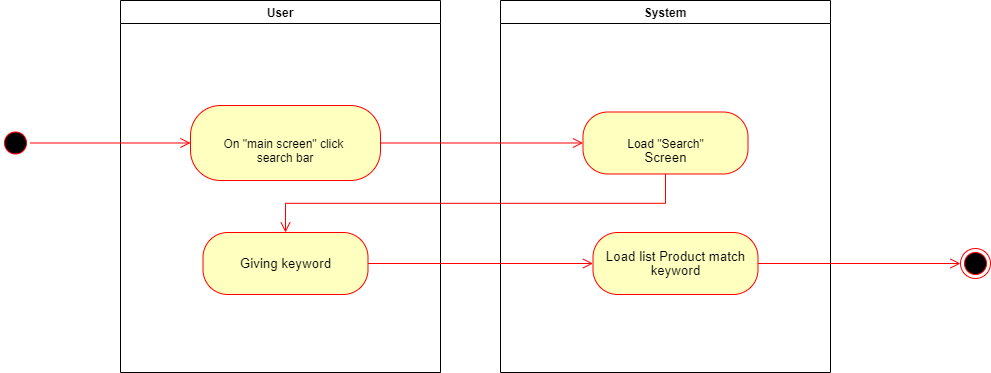 User
System
On "main screen" click
search bar
Load "Search"
Screen
Giving keyword
Load list Product match
keyword